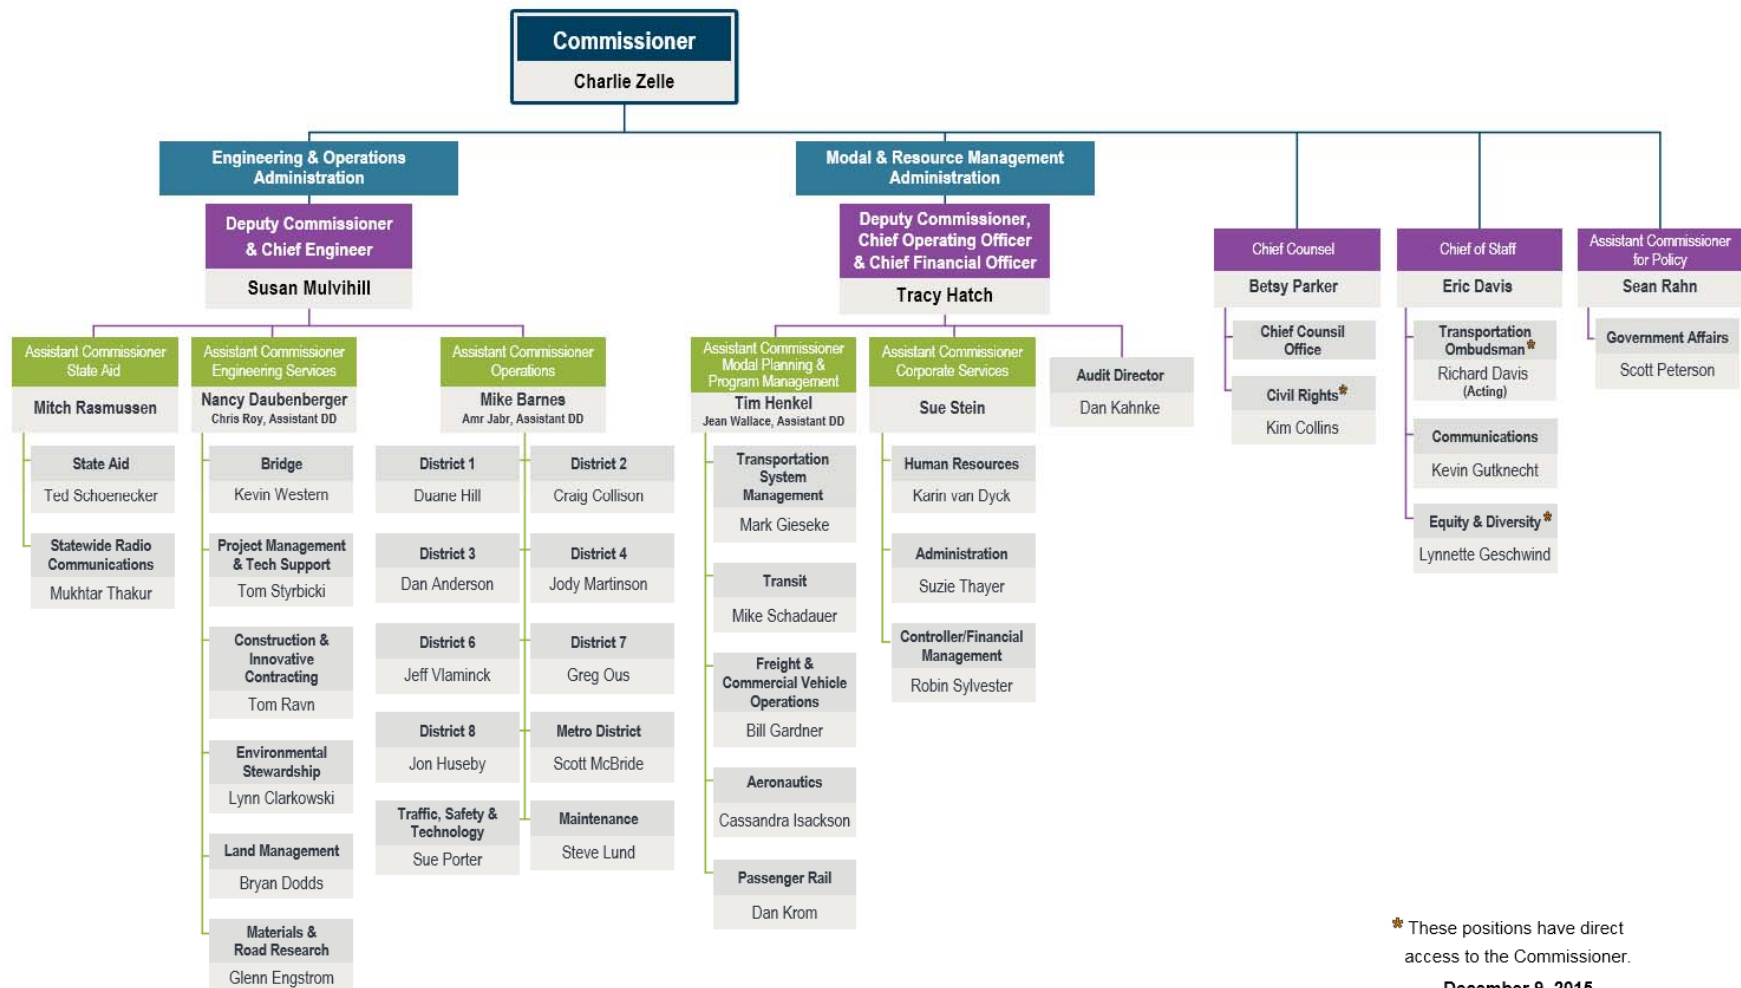 Commissioner
Charlie Zelle
Engineering & Operations
Administration
Deputy Commissioner
& Chief Engineer
Susan Mulvihill
Assistant Commissioner
State Aid
Mitch Rasmussen
State Aid
Ted Schoenecker
Statewide Radio
Communications
Mukhtar Thakur
Assistant Commissioner
Engineering Services
Nancy Daubenberger
Chris Roy, Assistant DD
Bridge
Kevin Western
Project Management
& Tech Support
Tom Styrbicki
Construction &
Innovative
Contracting
Tom Ravn
Environmental
Stewardship
Lynn Clarkowski
Land Management
Bryan Dodds
Materials &
Road Research
Glenn Engstrom
Assistant Commissioner
Operations
Mike Barnes
Amr Jabr, Assistant DD
District 1
Duane Hill
District 2
Craig Collison
District 3
Dan Anderson
District 4
Jody Martinson
District 6
Jeff Vlaminck
District 7
Greg Ous
District 8
Jon Huseby
Metro District
Scott McBride
Traffic, Safety &
Technology
Sue Porter
Maintenance
Steve Lund
Modal & Resource Management
Administration
Deputy Commissioner,
Chief Operating Officer
& Chief Financial Officer
Tracy Hatch
Assistant Commissioner
Modal Planning &
Program Management
Tim Henkel
Jean Wallace, Assistant DD
Transportation
System
Management
Mark Gieseke
Transit
Mike Schadauer
Freight &
Commercial Vehicle
Operations
Bill Gardner
Aeronautics
Cassandra Isackson
Passenger Rail
Dan Krom
Assistant Commissioner
Corporate Services
Sue Stein
Human Resources
Karin van Dyck
Administration
Suzie Thayer
Controller/Financial
Management
Robin Sylvester
Audit Director
Dan Kahnke
Chief Counsel
Betsy Parker
Chief Counsil
Office
Civil Rights*
Kim Collins
Chief of Staff
Eric Davis
Transportation
Ombudsman*
Richard Davis
(Acting)
Communications
Kevin Gutknecht
Equity & Diversity*
Lynnette Geschwind
Assistant Commissioner
for Policy
Sean Rahn
Government Affairs
Scott Peterson
* These positions have direct
access to the Commissioner.
December 9, 2015